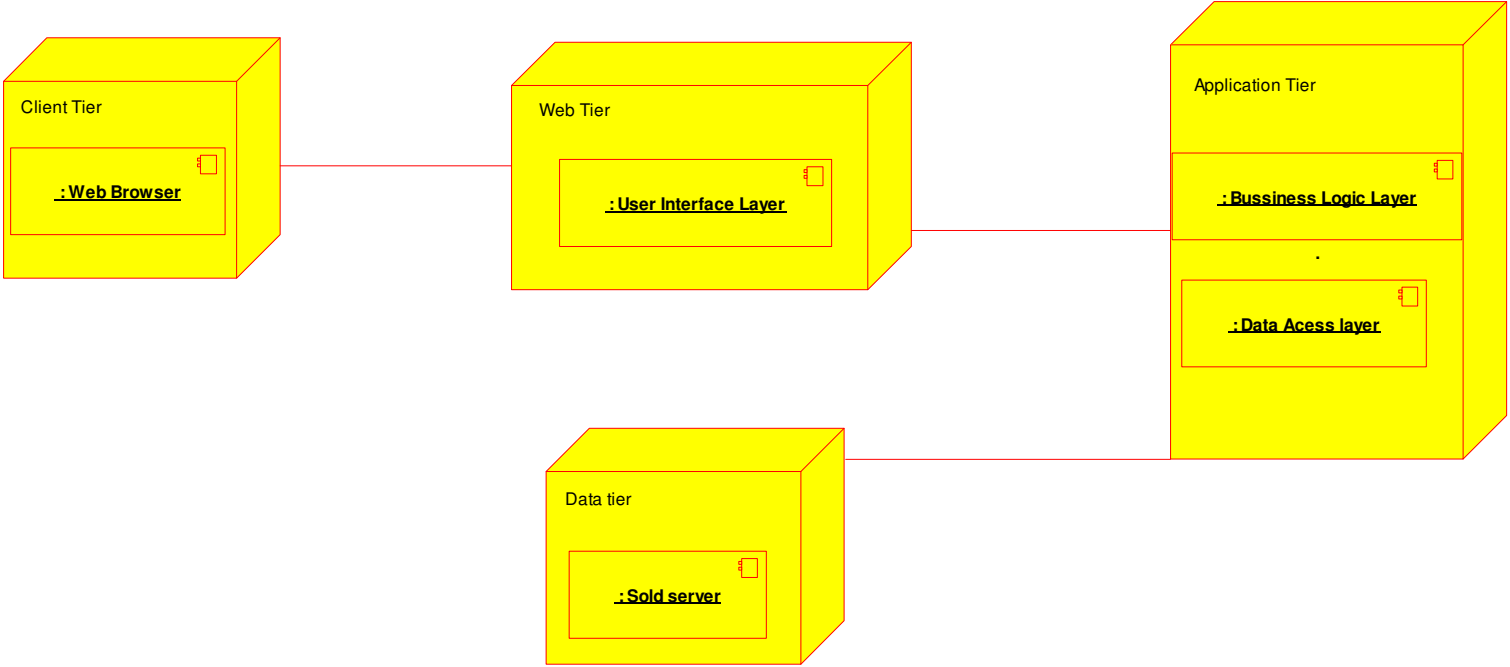 Client Tier
: Web Browser
Web Tier
: User Interface Layer
Application Tier
: Bussiness Logic Layer
.
: Data Acess layer
Data tier
: Sold server